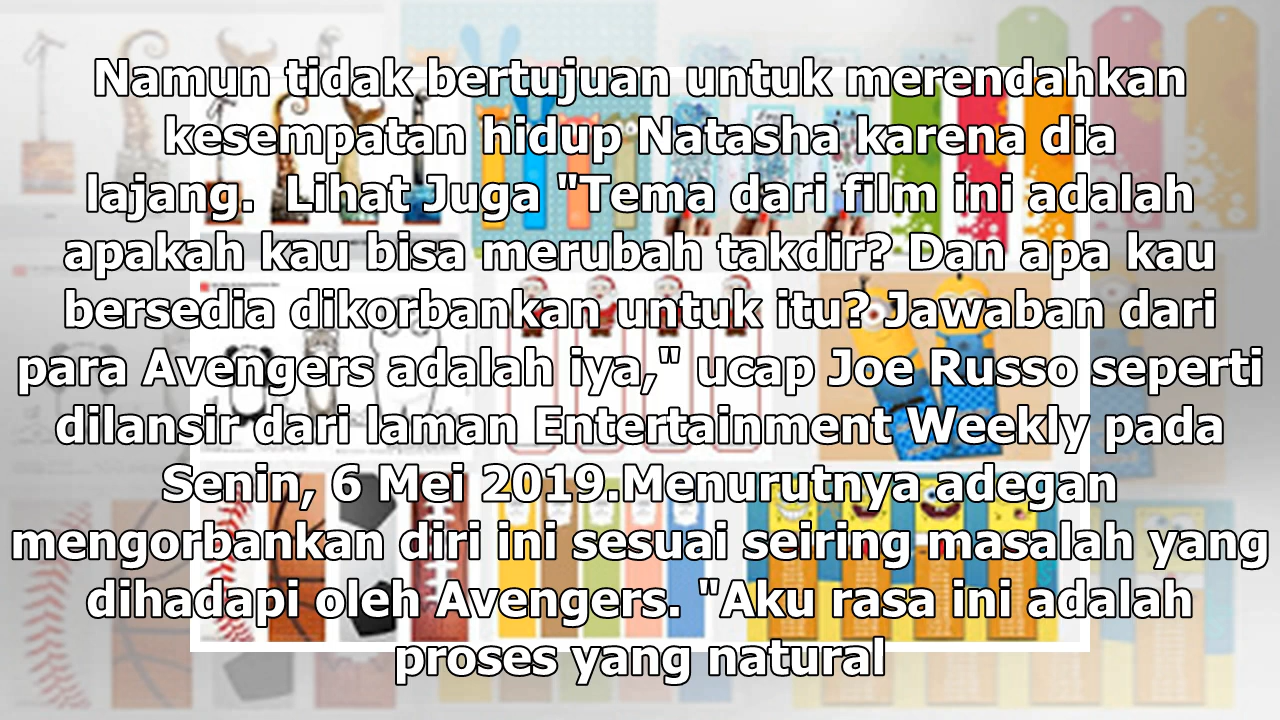 Namun tidak bertujuan untuk merendahkan
kesempatan hidup Natasha karena dia
lajang.  Lihat Juga "Tema dari film ini adalah
apakah kau bisa merubah takdir? Dan apa kau
bersedia dikorbankan untuk itu? Jawaban dari
para Avengers adalah iya," ucap Joe Russo seperti
dilansir dari laman Entertainment Weekly pada
Senin, 6 Mei 2019.Menurutnya adegan
mengorbankan diri ini sesuai seiring masalah yang
dihadapi oleh Avengers. "Aku rasa ini adalah
proses yang natural